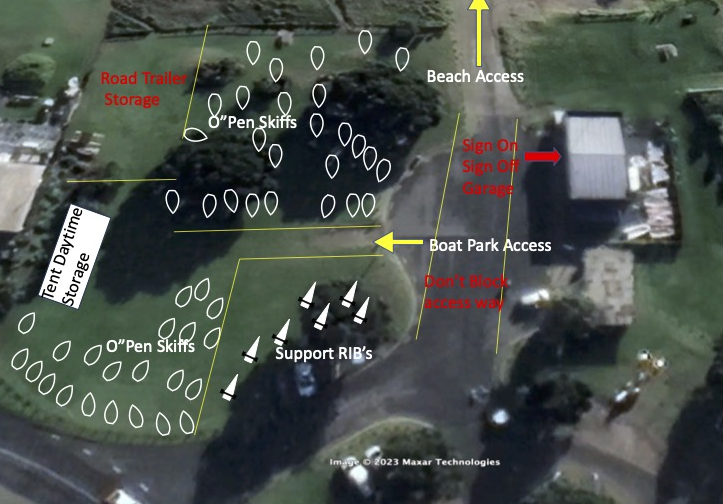 Beach Access
Road Trailer
Storage
O"Pen Skiffs
Sign On
Sign Off
Garage
Boat Park Access
Tent Daytime
Storage
Don't Block
access way
O"Pen Skiffs
Support RIB's
Image © 2023 Maxar Technologies